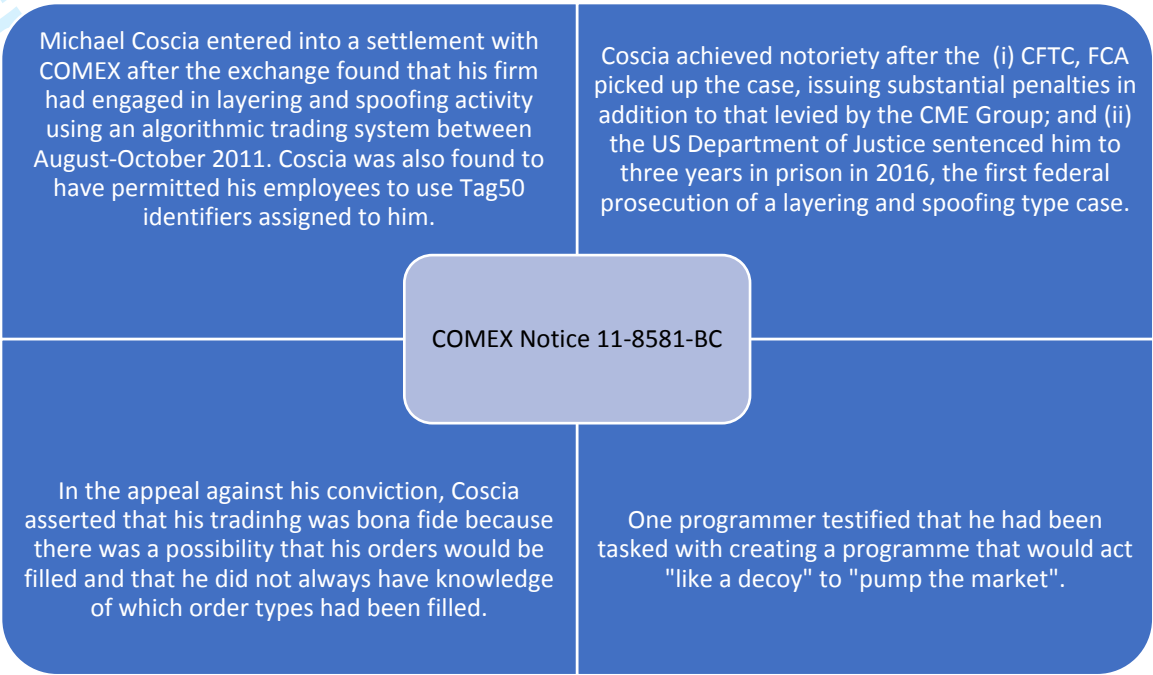 Michael Coscia entered into a settlement with
COMEX after the exchange found that his firm
had engaged in layering and spoofing activity
using an algorithmic trading system between
August-October 2011. Coscia was also found to
have permitted his employees to use Tag50
identifiers assigned to him.
Coscia achieved notoriety after the  (i) CFTC, FCA
picked up the case, issuing substantial penalties in
addition to that levied by the CME Group; and (ii)
the US Department of Justice sentenced him to
three years in prison in 2016, the first federal
prosecution of a layering and spoofing type case.
COMEX Notice 11-8581-BC
In the appeal against his conviction, Coscia
asserted that his tradinhg was bona fide because
there was a possibility that his orders would be
filled and that he did not always have knowledge
of which order types had been filled.
One programmer testified that he had been
tasked with creating a programme that would act
"like a decoy" to "pump the market".